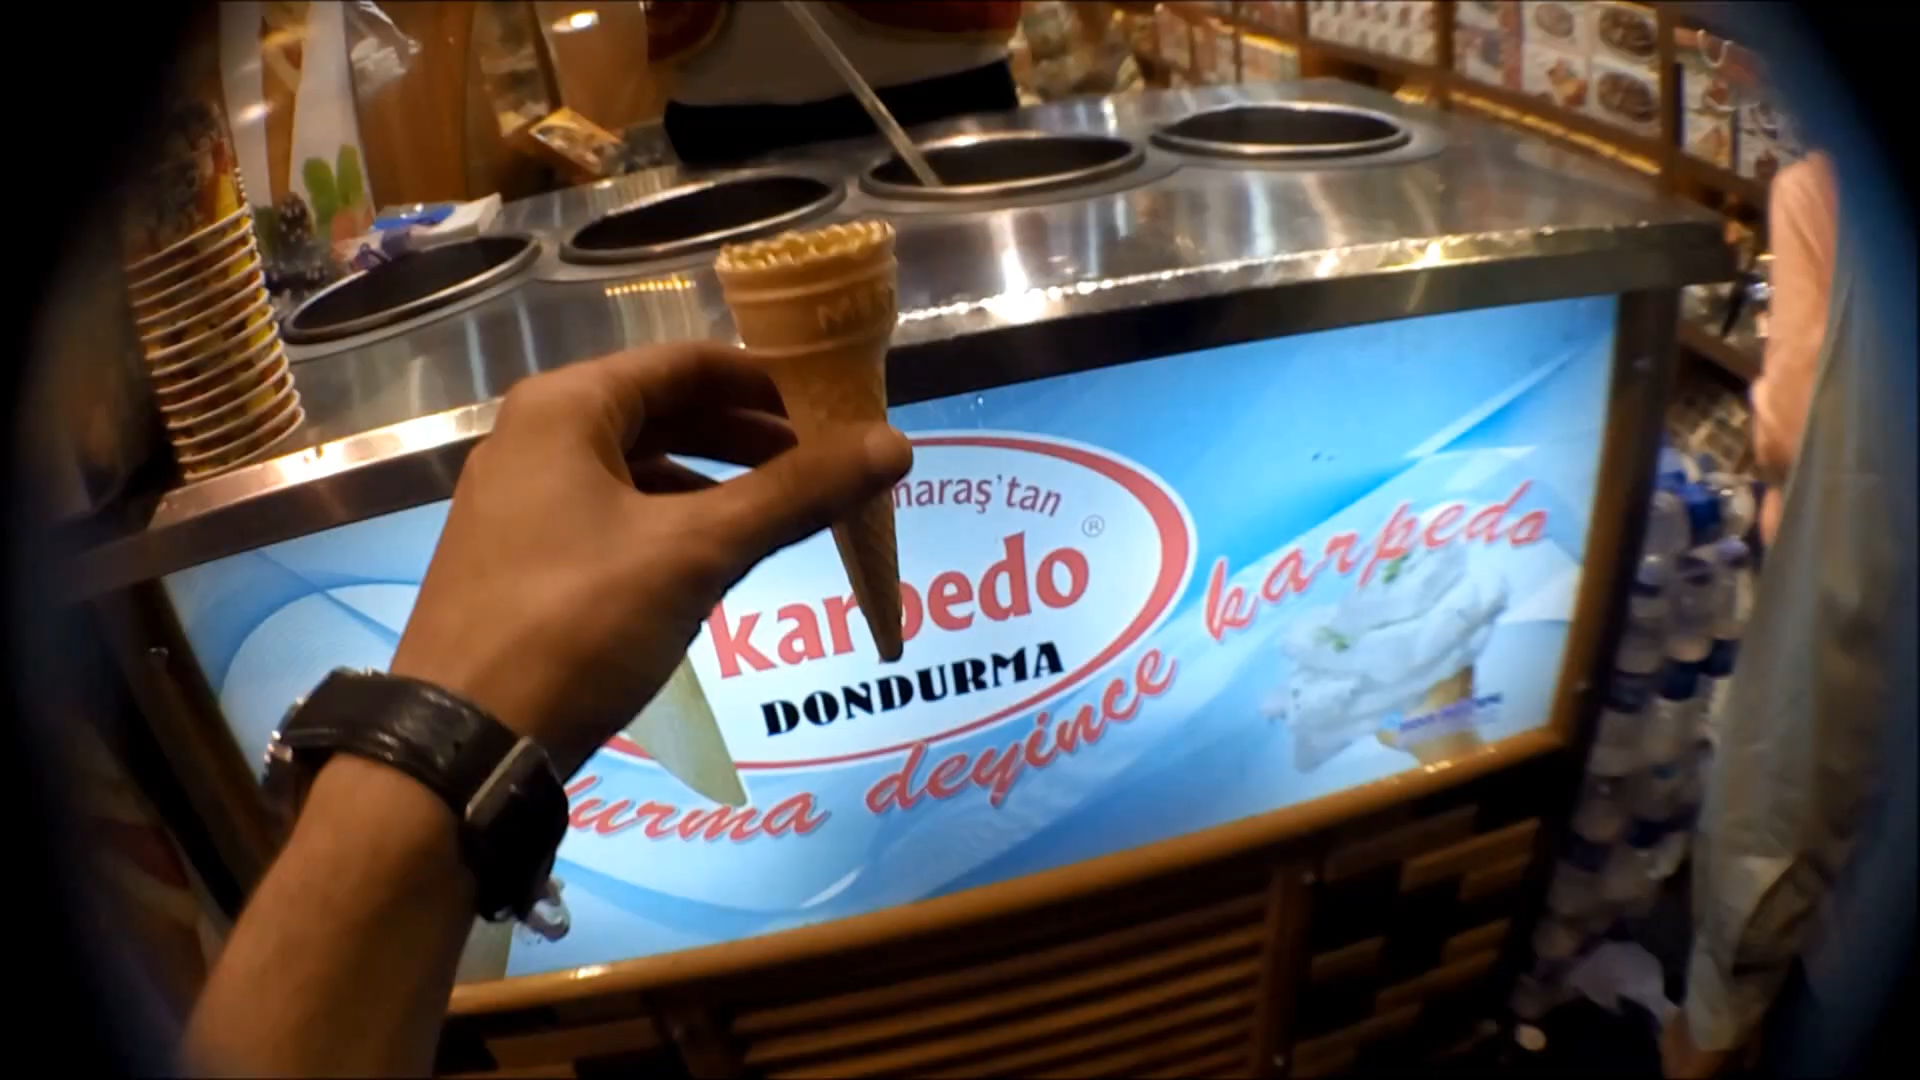 maraş'tan
®
karpedo
DONDURMA
durma deyince karpedo